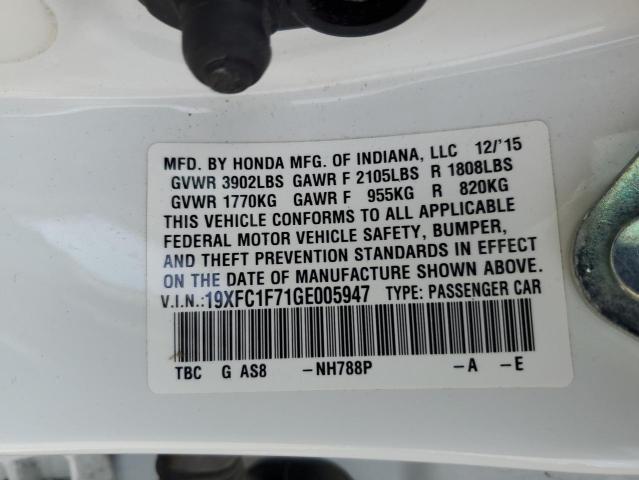 MFD. BY HONDA MFG. OF INDIANA, LLC 12/'15
GVWR 3902LBS GAWR F 2105LBS R 1808LBS
GVWR 1770KG GAWR F 955KG R 820KG
THIS VEHICLE CONFORMS TO ALL APPLICABLE
FEDERAL MOTOR VEHICLE SAFETY, BUMPER,
AND THEFT PREVENTION STANDARDS IN EFFECT
ON THE DATE OF MANUFACTURE SHOWN ABOVE.
V.I.N.:19XFC1F71GE005947 TYPE: PASSENGER CAR
TBC G AS8 -NH788P -A -E